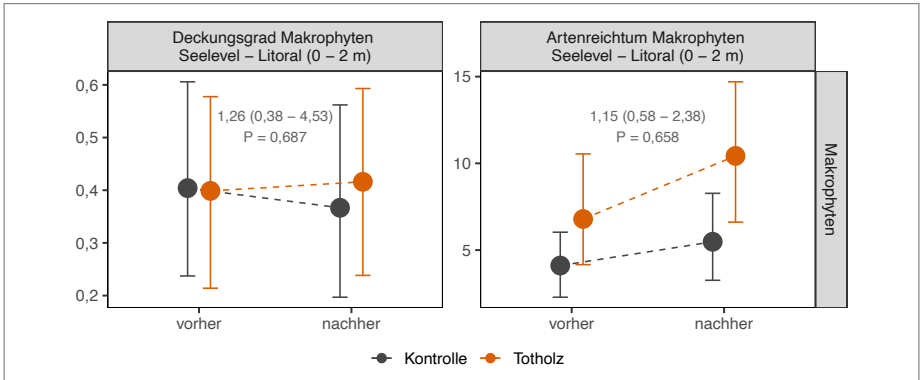 Deckungsgrad Makrophyten
Seelevel – Litoral (0 – 2 m)
0,6
0,5
0,4
0,3
0,2
1,26 (0,38 – 4,53)
P = 0,687
vorher
nachher
Artenreichtum Makrophyten
Seelevel – Litoral (0 – 2 m)
15
10
5
1,15 (0,58 – 2,38)
P = 0,658
vorher
nachher
Makrophyten
Kontrolle
Totholz